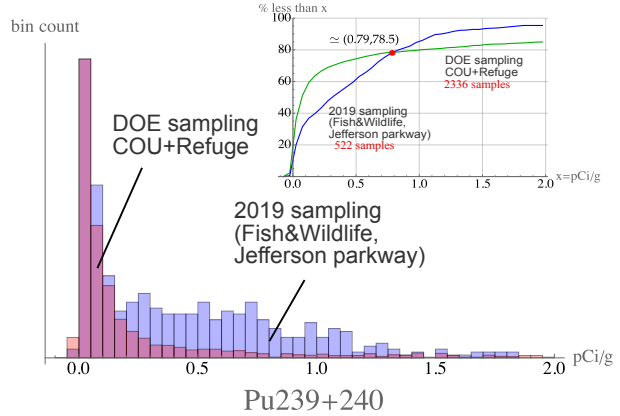 % less than x
bin count
100
80
60
40
20
≃ (0.79,78.5)
DOE sampling
COU+Refuge
2336 samples
2019 sampling
(Fish&Wildlife,
Jefferson parkway)
522 samples
0.0 0.5 1.0 1.5 2.0
x=pCi/g
DOE sampling
COU+Refuge
2019 sampling
(Fish&Wildlife,
Jefferson parkway)
0.0 0.5 1.0 1.5 2.0
pCi/g
Pu239+240